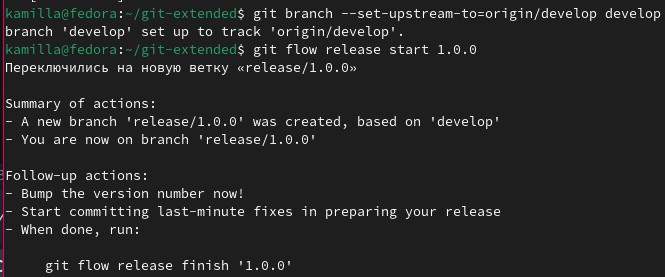 kamilla@fedora:~/git-extended$ git branch --set-upstream-to=origin/develop develop
branch 'develop' set up to track 'origin/develop'.
kamilla@fedora:~/git-extended$ git flow release start 1.0.0
Переключились на новую ветку «release/1.0.0»
Summary of actions:
- A new branch 'release/1.0.0' was created, based on 'develop'
- You are now on branch 'release/1.0.0'
Follow-up actions:
- Bump the version number now!
- Start committing last-minute fixes in preparing your release
- When done, run:
git flow release finish '1.0.0'